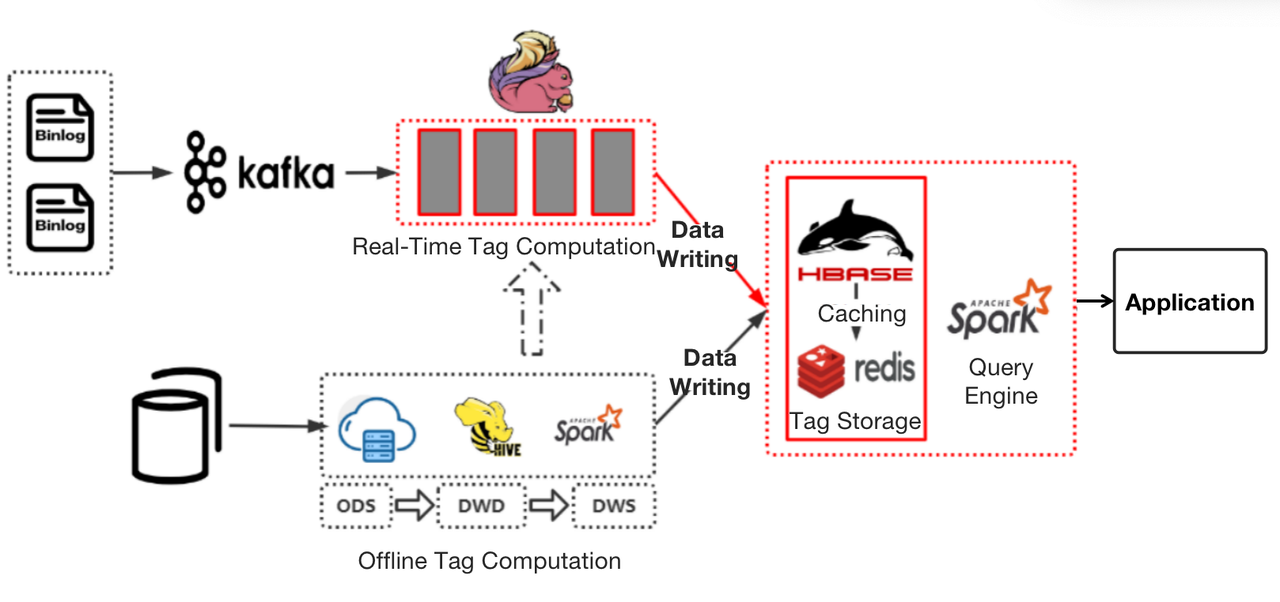 Binlog
Binlog
kafka
Real-Time Tag Computation
Data
Writing
HBASE
Caching
redis
Tag Storage
APACHE
Spark
Query
Engine
Application
Data
Writing
HIVE
APACHE
Spark
ODS
DWD
DWS
Offline Tag Computation